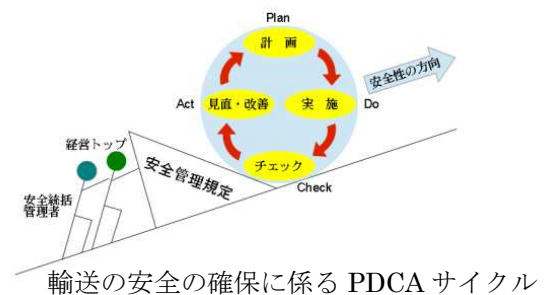 Plan
計 画
安全性の方向
Act
見直・改善
実 施
Do
経営トップ
安全管理規定
チェック
Check
安全統括
管理者
輸送の安全の確保に係る PDCA サイクル